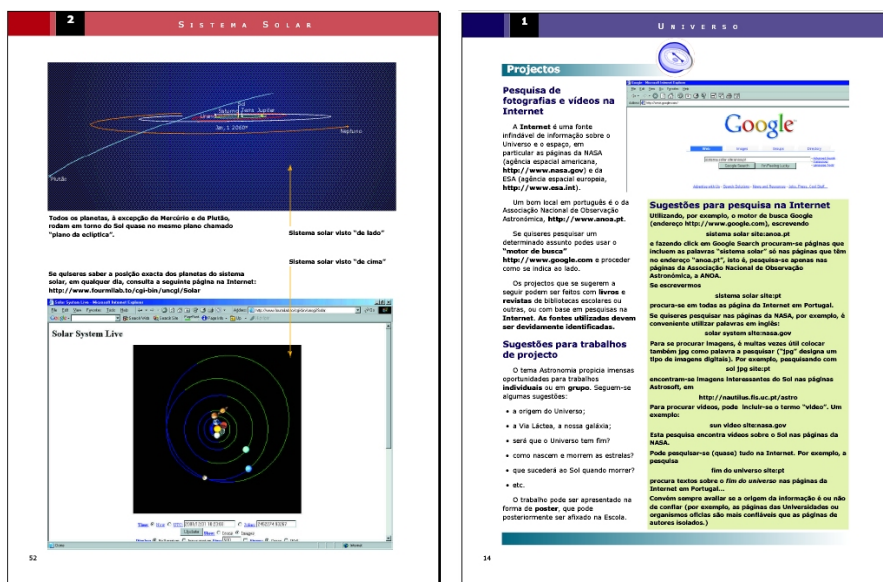 2
SISTEMA SOLAR
Sol
Saturno Terra Jupiter
Urano
Jan, 1 2060
Neptuno
Plutão
Todos os planetas, à excepção de Mercúrio e de Plutão,
rodam em torno do Sol quase no mesmo plano chamado
"plano da ecliptica".
Sistema solar visto "de lado"
Sistema solar visto "de cima"
Se quiseres saber a posição exacta dos planetas do sistema
solar, em qualquer dia, consulta a seguinte página na Internet:
http://www.fourmilab.to/cgi-bin/uncgi/Solar
Solar System Live
52
1
UNIVERSO
Projectos
Pesquisa de
fotografias e vídeos na
Internet
A Internet é uma fonte
infindável de informação sobre o
Universo e o espaço, em
particular as páginas da NASA
(agência espacial americana,
http://www.nasa.gov) e da
ESA (agência espacial europeia,
http://www.esa.int).
Um bom local em português é o da
Associação Nacional de Observação
Astronómica, http://www.anoa.pt.
Se quiseres pesquisar um
determinado assunto podes usar o
"motor de busca"
http://www.google.com e proceder
como se indica ao lado.
Os projectos que se sugerem a
seguir podem ser feitos com livros e
revistas de bibliotecas escolares ou
outras, ou com base em pesquisas na
Internet. As fontes utilizadas devem
ser devidamente identificadas.
Sugestões para trabalhos
de projecto
O tema Astronomia propicia imensas
oportunidades para trabalhos
individuais ou em grupo. Seguem-se
algumas sugestões:
• a origem do Universo;
• a Via Láctea, a nossa galáxia;
• será que o Universo tem fim?
• como nascem e morrem as estrelas?
• que sucederá ao Sol quando morrer?
• etc.
O trabalho pode ser apresentado na
forma de poster, que pode
posteriormente ser afixado na Escola.
Google
Google Search
Sugestões para pesquisa na Internet
Utilizando, por exemplo, o motor de busca Google
(endereço http://www.google.com), escrevendo
sistema solar site:anoa.pt
e fazendo click em Google Search procuram-se páginas que
incluem as palavras "sistema solar" só nas páginas que têm
no endereço "anoa.pt", isto é, pesquisa-se apenas nas
páginas da Associação Nacional de Observação
Astronómica, a ANOA.
Se escrevermos
sistema solar site:pt
procura-se em todas as página da Internet em Portugal.
Se quiseres pesquisar nas páginas da NASA, por exemplo, é
conveniente utilizar palavras em inglês:
solar system site:nasa.gov
Para se procurar imagens, é muitas vezes útil colocar
também jpg como palavra a pesquisar ("jpg" designa um
tipo de imagens digitais). Por exemplo, pesquisando com
sol jpg site:pt
encontram-se imagens interessantes do Sol nas páginas
Astrosoft, em
http://nautilus.fis.uc.pt/astro
Para procurar videos, pode incluir-se o termo "video". Um
exemplo:
sun video site:nasa.gov
Esta pesquisa encontra vídeos sobre o Sol nas páginas da
NASA.
Pode pesquisar-se (quase) tudo na Internet. Por exemplo, a
pesquisa
fim do universo site:pt
procura textos sobre o fim do universo nas páginas da
Internet em Portugal...
Convém sempre avaliar se a origem da informação é ou não
de confiar (por exemplo, as páginas das Universidades ou
organismos oficias são mais confiáveis que as páginas de
autores isolados.)
14